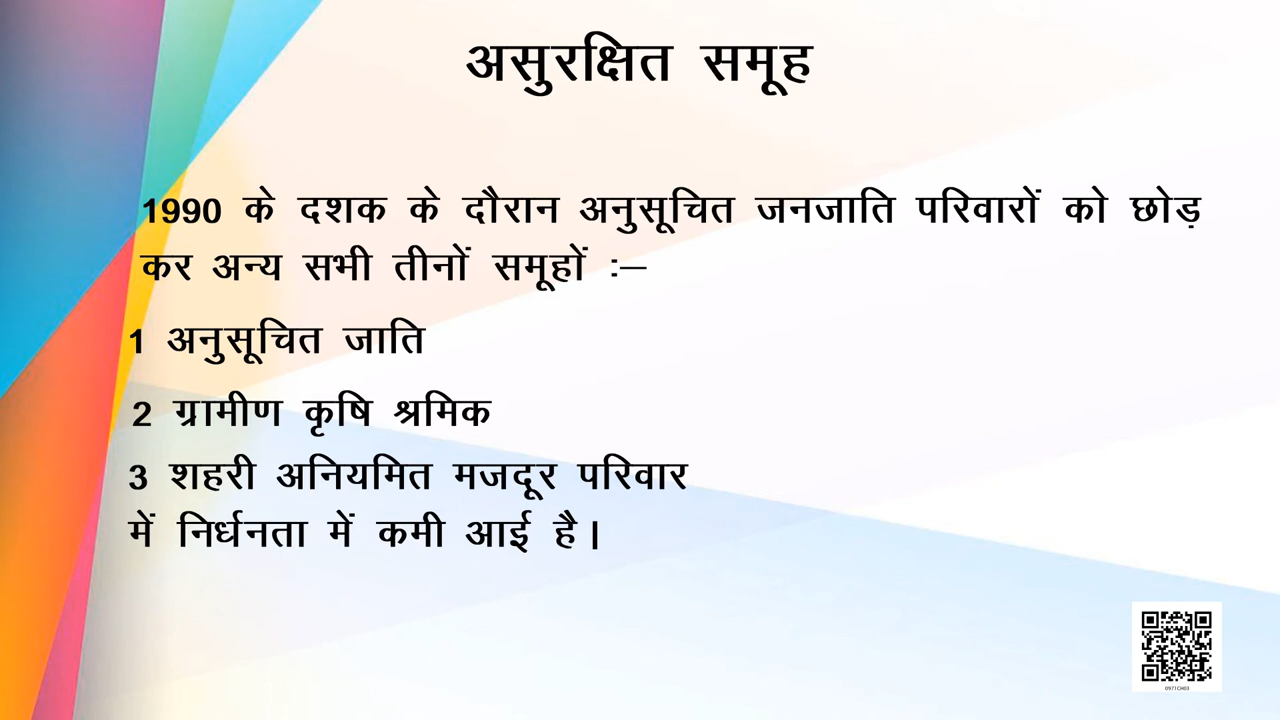 असुरक्षित समूह
1990 के दशक के दौरान अनुसूचित जनजाति परिवारों को छोड़
कर अन्य सभी तीनों समूहों :–
1 अनुसूचित जाति
2 ग्रामीण कृषि श्रमिक
3 शहरी अनियमित मजदूर परिवार
में निर्धनता में कमी आई है।
0971CH03